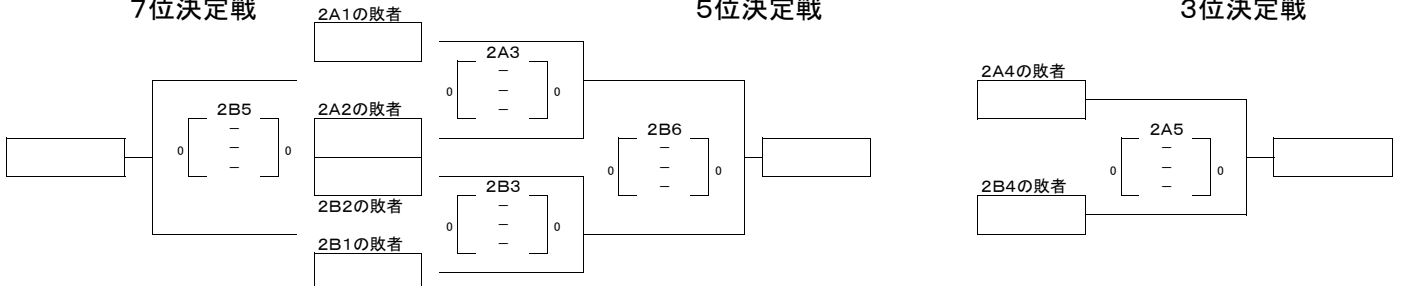 7位決定戦
5位決定戦
3位決定戦
2A1の敗者
2A3
－
0 － 0
－
2A2の敗者
2B5
－
0 － 0
－
2B6
－
0 － 0
－
2B3
－
0 － 0
－
2B2の敗者
2B1の敗者
2A4の敗者
2A5
－
0 － 0
－
2B4の敗者